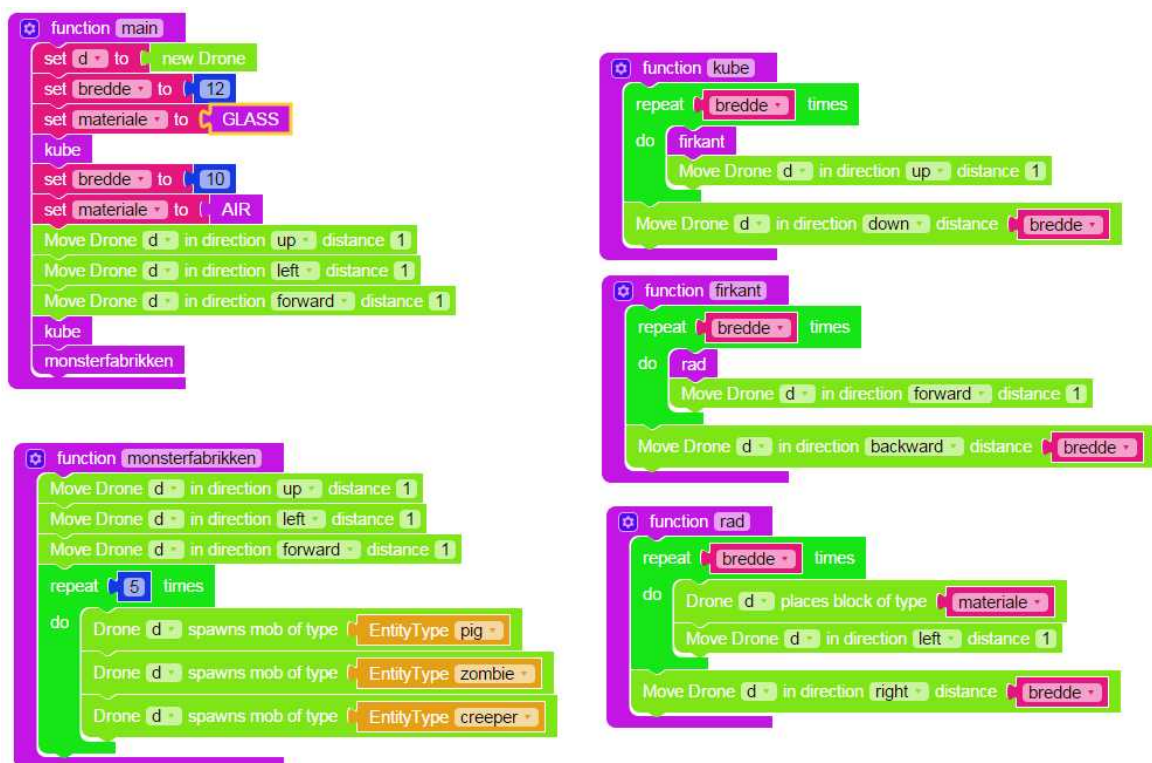 function main
set d to new Drone
set bredde to 12
set materiale to GLASS
kube
set bredde to 10
set materiale to AIR
Move Drone d in direction up distance 1
Move Drone d in direction left distance 1
Move Drone d in direction forward distance 1
kube
monsterfabrikken
function monsterfabrikken
Move Drone d in direction up distance 1
Move Drone d in direction left distance 1
Move Drone d in direction forward distance 1
repeat 5 times
do Drone d spawns mob of type EntityType pig
Drone d spawns mob of type EntityType zombie
Drone d spawns mob of type EntityType creeper
function kube
repeat bredde times
do firkant
Move Drone d in direction up distance 1
Move Drone d in direction down distance bredde
function firkant
repeat bredde times
do rad
Move Drone d in direction forward distance 1
Move Drone d in direction backward distance bredde
function rad
repeat bredde times
do Drone d places block of type materiale
Move Drone d in direction left distance 1
Move Drone d in direction right distance bredde